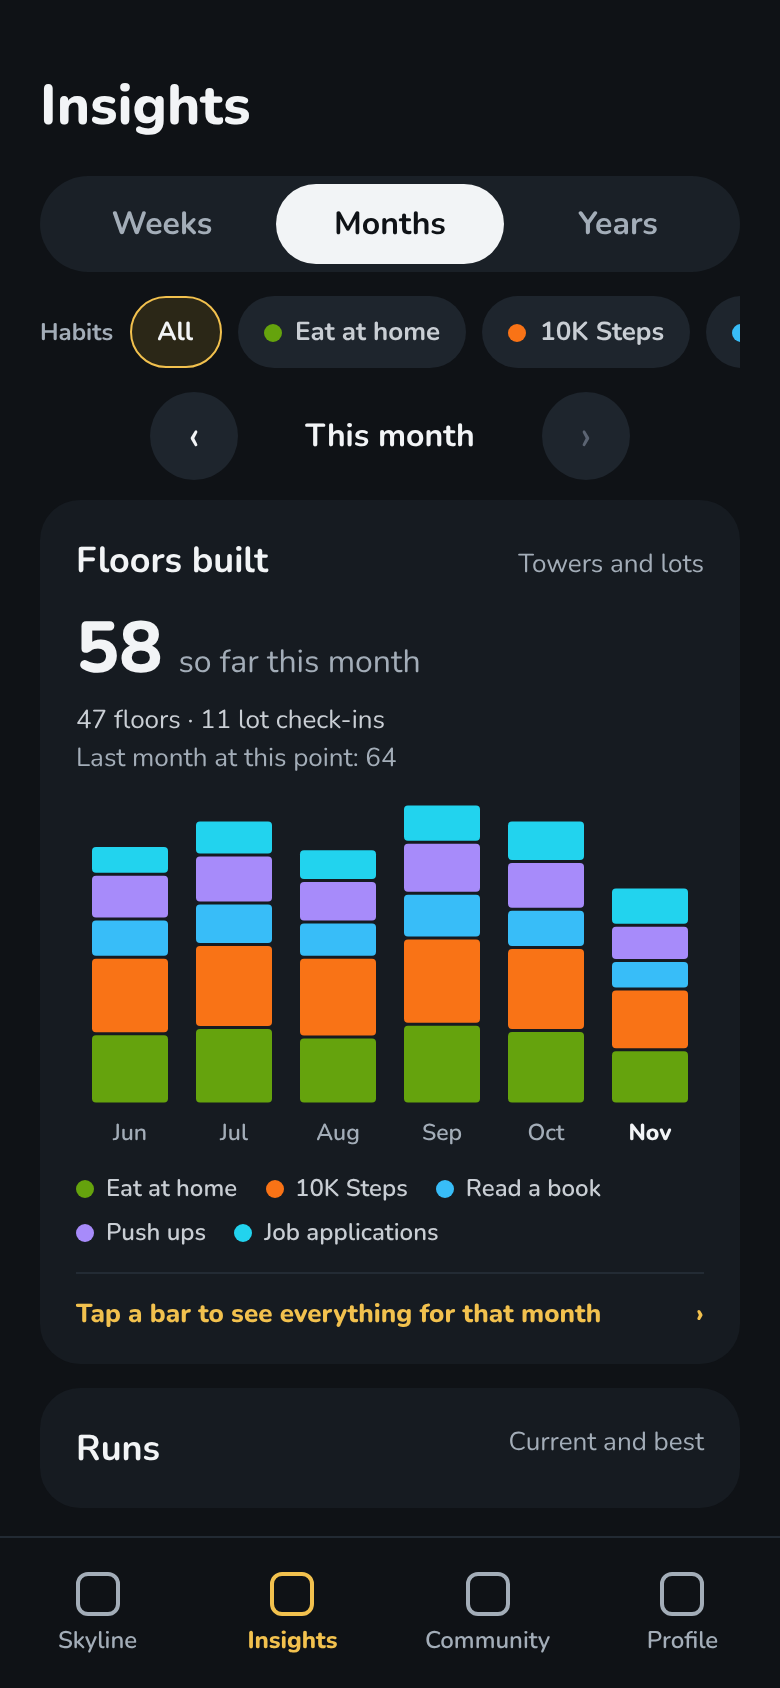 Insights
Weeks Months Years
Habits All Eat at home 10K Steps
‹ This month ›
Floors built Towers and lots
58 so far this month
47 floors · 11 lot check-ins
Last month at this point: 64
Jun Jul Aug Sep Oct Nov
Eat at home 10K Steps Read a book
Push ups Job applications
Tap a bar to see everything for that month ›
Runs Current and best
Skyline Insights Community Profile